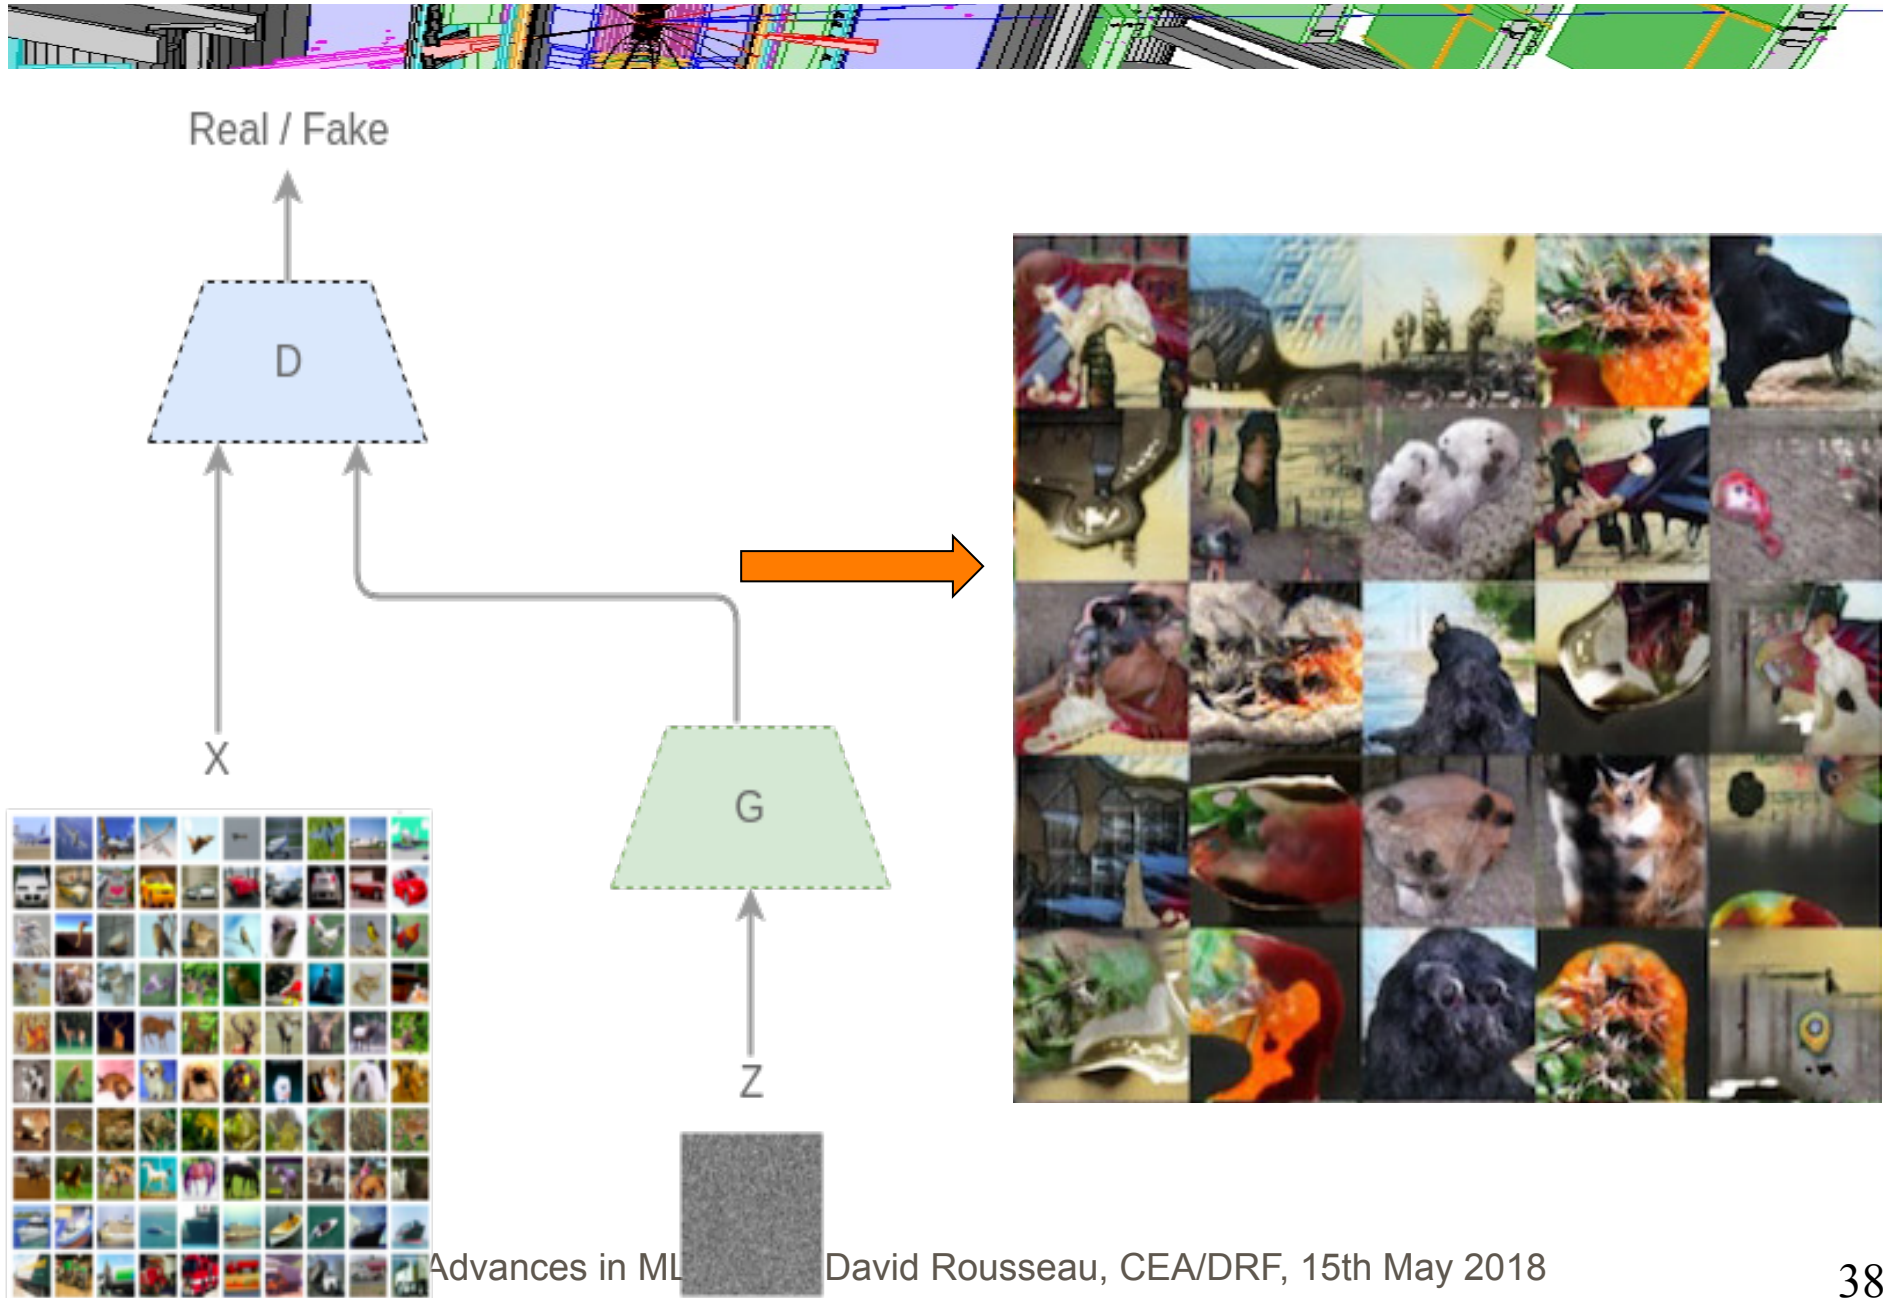 Real / Fake
D
X
G
Z
Advances in ML David Rousseau, CEA/DRF, 15th May 2018
38